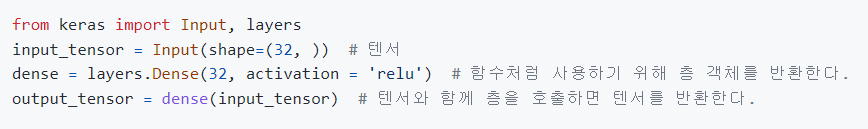 from keras import Input, layers
input_tensor = Input(shape=(32, ))  # 텐서
dense = layers.Dense(32, activation = 'relu')  # 함수처럼 사용하기 위해 층 객체를 반환한다.
output_tensor = dense(input_tensor)  # 텐서와 함께 층을 호출하면 텐서를 반환한다.